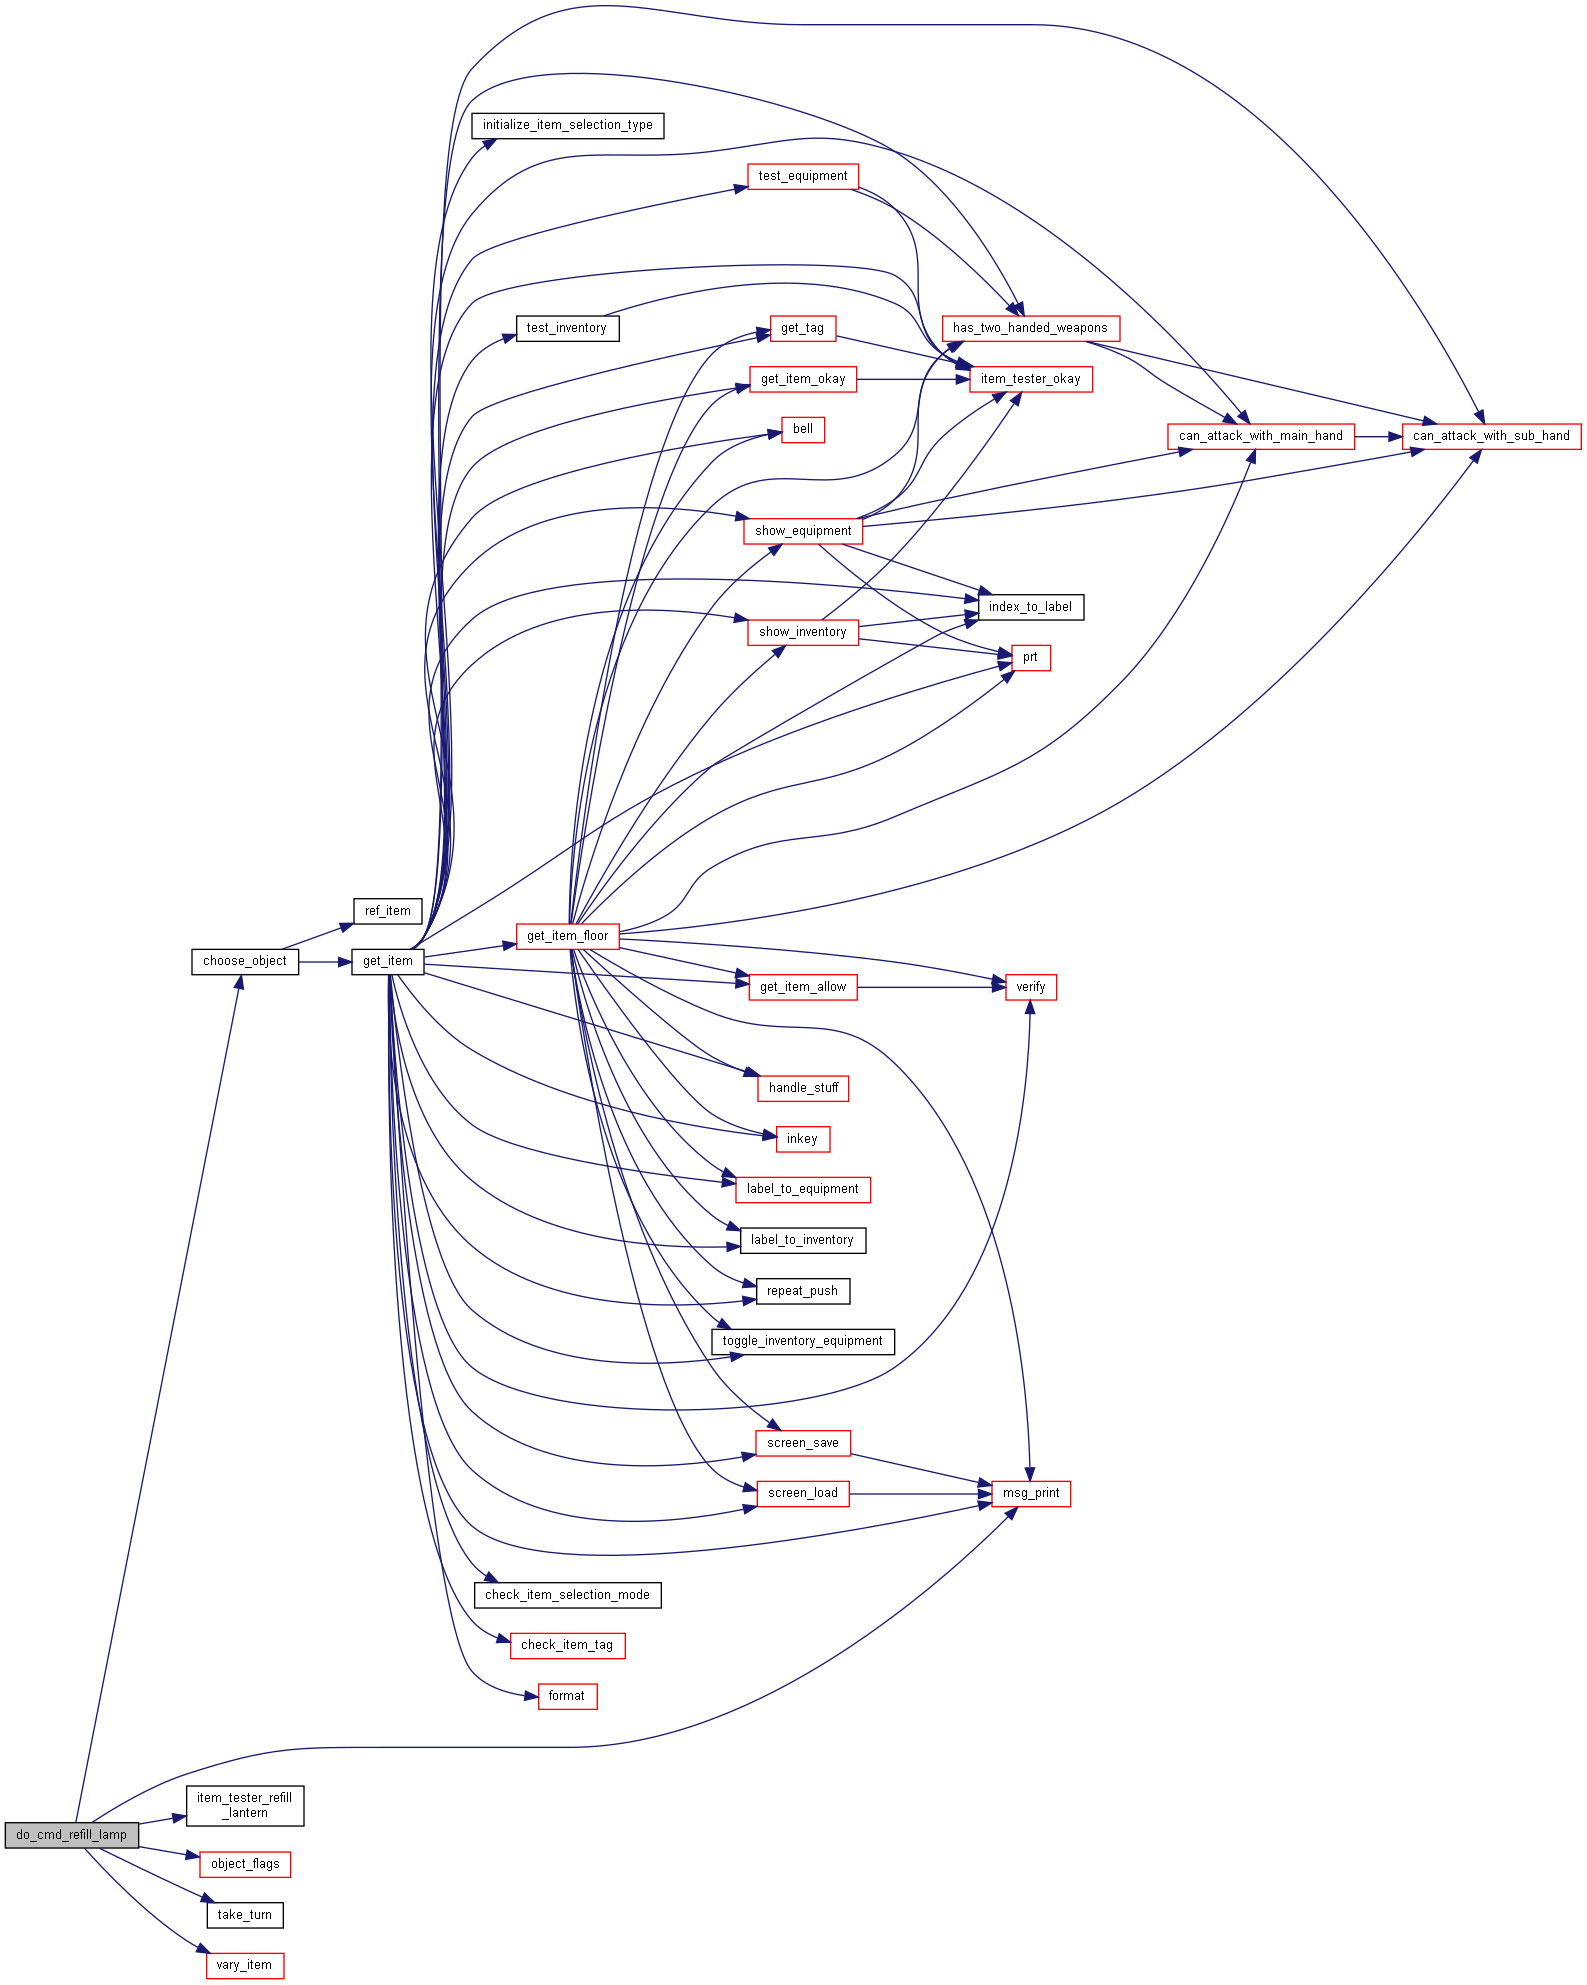 initialize_item_selection_type
test_equipment
test_inventory
get_tag
has_two_handed_weapons
get_item_okay
item_tester_okay
bell
can_attack_with_main_hand
can_attack_with_sub_hand
show_equipment
index_to_label
show_inventory
prt
ref_item
get_item_floor
choose_object
get_item
get_item_allow
verify
handle_stuff
inkey
label_to_equipment
label_to_inventory
repeat_push
toggle_inventory_equipment
screen_save
screen_load
msg_print
check_item_selection_mode
check_item_tag
format
item_tester_refill
_lantern
do_cmd_refill_lamp
object_flags
take_turn
vary_item